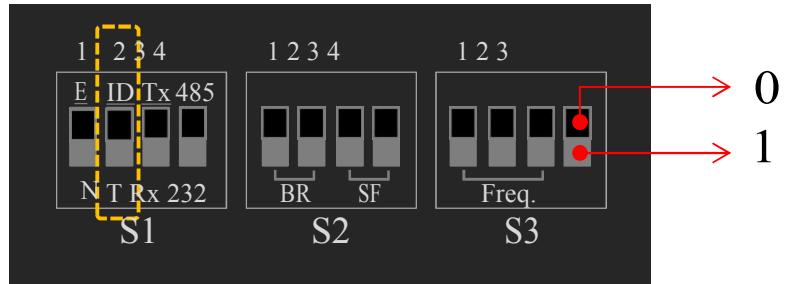 1 2 3 4 1 2 3 4 1 2 3
E ID Tx 485 0
1
N T Rx 232 BR SF Freq.
S1 S2 S3